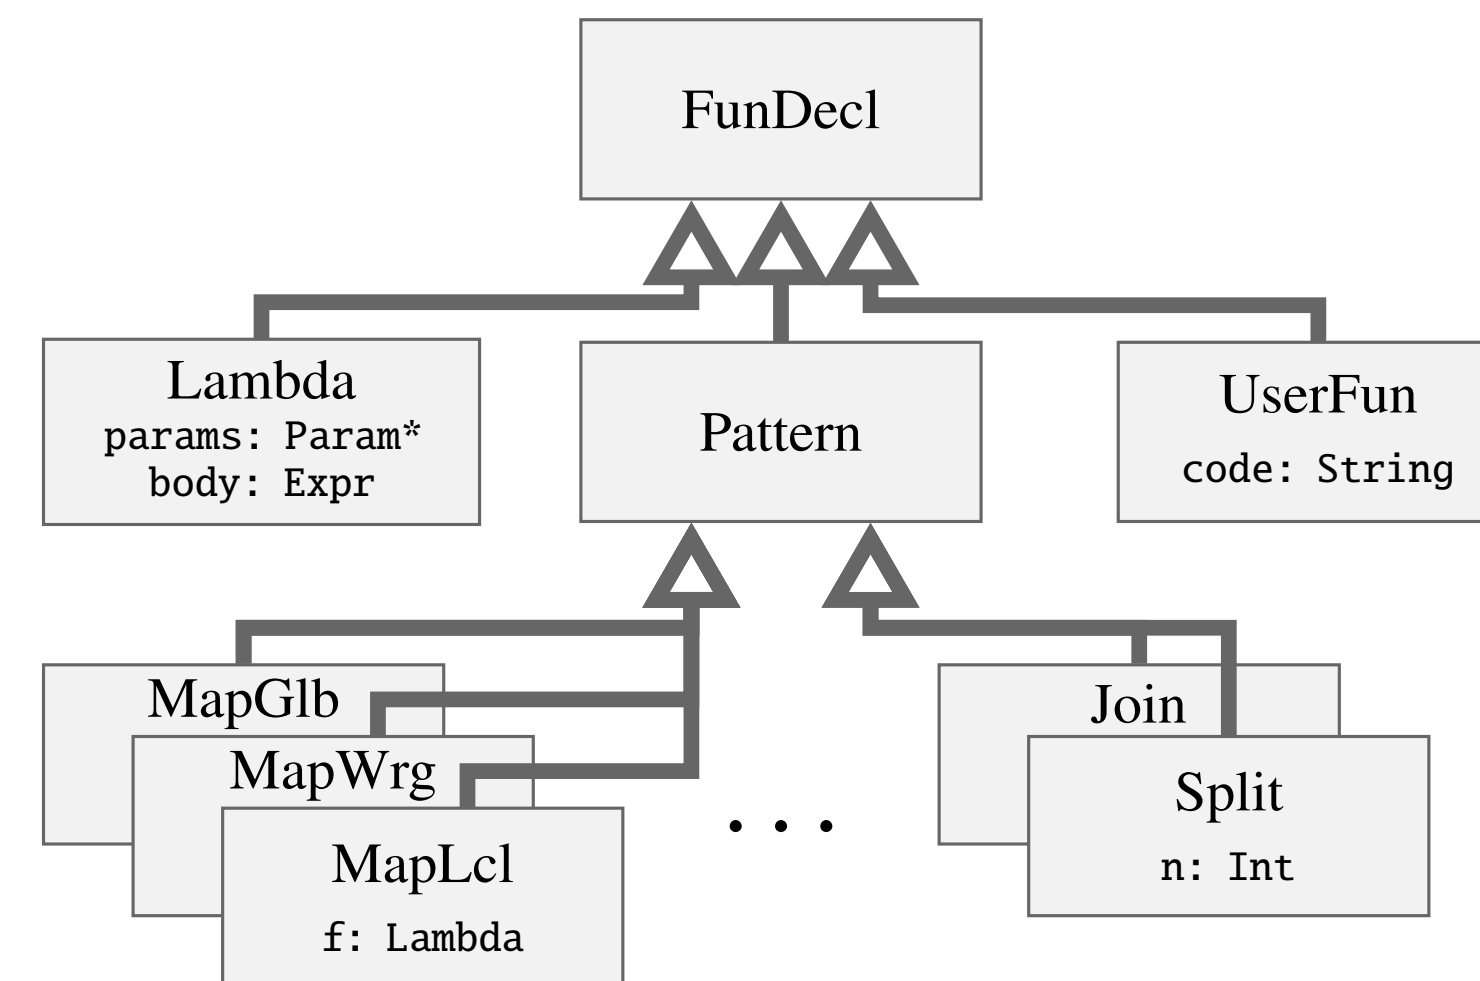 FunDecl
Lambda
params: Param*
body: Expr
Pattern
UserFun
code: String
MapGlb
MapWrg
MapLcl
f: Lambda
. . .
Join
Split
n: Int